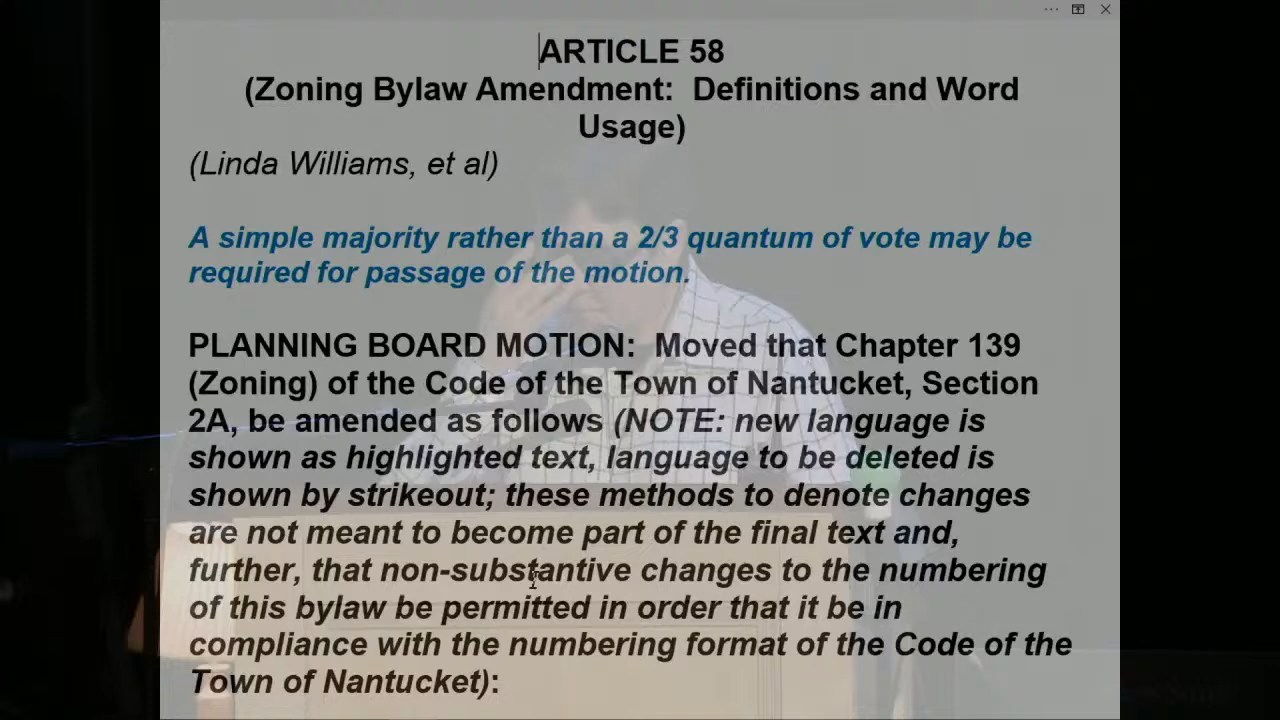 ARTICLE 58
(Zoning Bylaw Amendment:  Definitions and Word
Usage)
(Linda Williams, et al)
A simple majority rather than a 2/3 quantum of vote may be
required for passage of the motion.
PLANNING BOARD MOTION:  Moved that Chapter 139
(Zoning) of the Code of the Town of Nantucket, Section
2A, be amended as follows (NOTE: new language is
shown as highlighted text, language to be deleted is
shown by strikeout; these methods to denote changes
are not meant to become part of the final text and,
further, that non-substantive changes to the numbering
of this bylaw be permitted in order that it be in
compliance with the numbering format of the Code of the
Town of Nantucket):